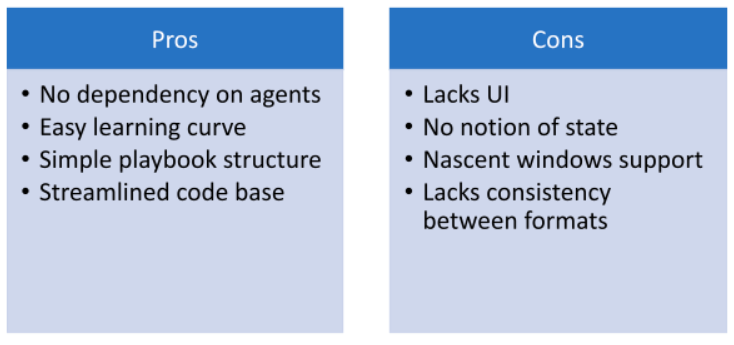 Pros
• No dependency on agents
• Easy learning curve
• Simple playbook structure
• Streamlined code base
Cons
• Lacks UI
• No notion of state
• Nascent windows support
• Lacks consistency
between formats